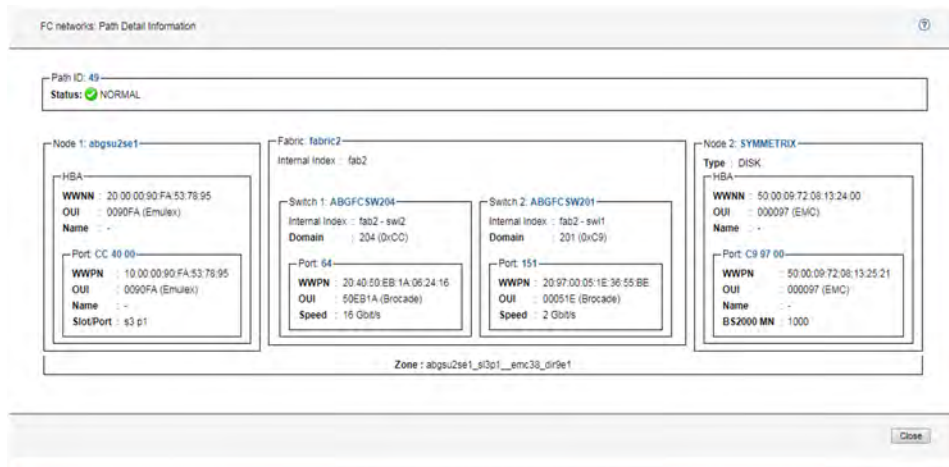 FC networks: Path Detail Information
?
Path ID: 49
Status: NORMAL
Node 1: abgsu2se1
HBA
WWNN : 20:00:00:90:FA:53:78:95
OUI : 0090FA (Emulex)
Name : -
Port: CC 40 00
WWPN : 10:00:00:90:FA:53:78:95
OUI : 0090FA (Emulex)
Name : -
Slot/Port : s3 p1
Fabric: fabric2
Internal Index : fab2
Switch 1: ABGFCSW204
Internal Index : fab2 - swi2
Domain : 204 (0xCC)
Port: 64
WWPN : 20:40:50:EB:1A:06:24:16
OUI : 50EB1A (Brocade)
Speed : 16 Gbit/s
Switch 2: ABGFCSW201
Internal Index : fab2 - swi1
Domain : 201 (0xC9)
Port: 151
WWPN : 20:97:00:05:1E:36:55:BE
OUI : 00051E (Brocade)
Speed : 2 Gbit/s
Node 2: SYMMETRIX
Type : DISK
HBA
WWNN : 50:00:09:72:08:13:24:00
OUI : 000097 (EMC)
Name : -
Port: C9 97 00
WWPN : 50:00:09:72:08:13:25:21
OUI : 000097 (EMC)
Name : -
BS2000 MN : 1000
Zone : abgsu2se1_sl3p1__emc38_dir9e1
Close